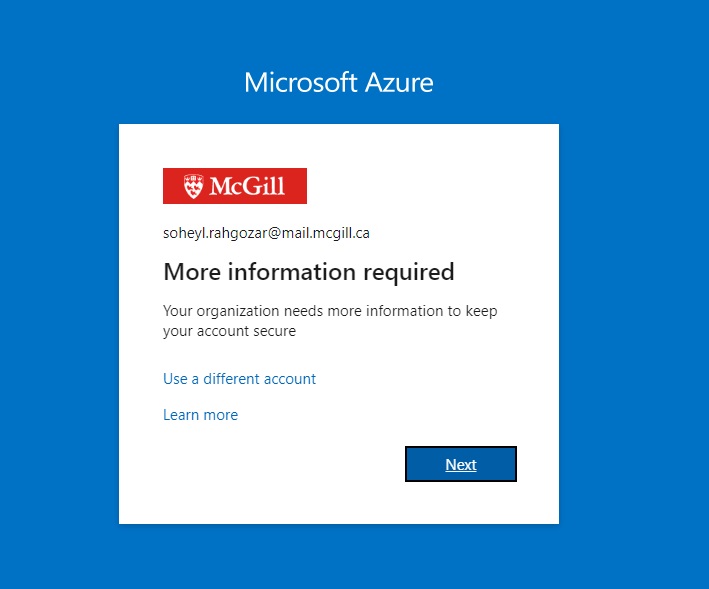 Microsoft Azure
McGill
soheyl.rahgozar@mail.mcgill.ca
More information required
Your organization needs more information to keep
your account secure
Use a different account
Learn more
Next